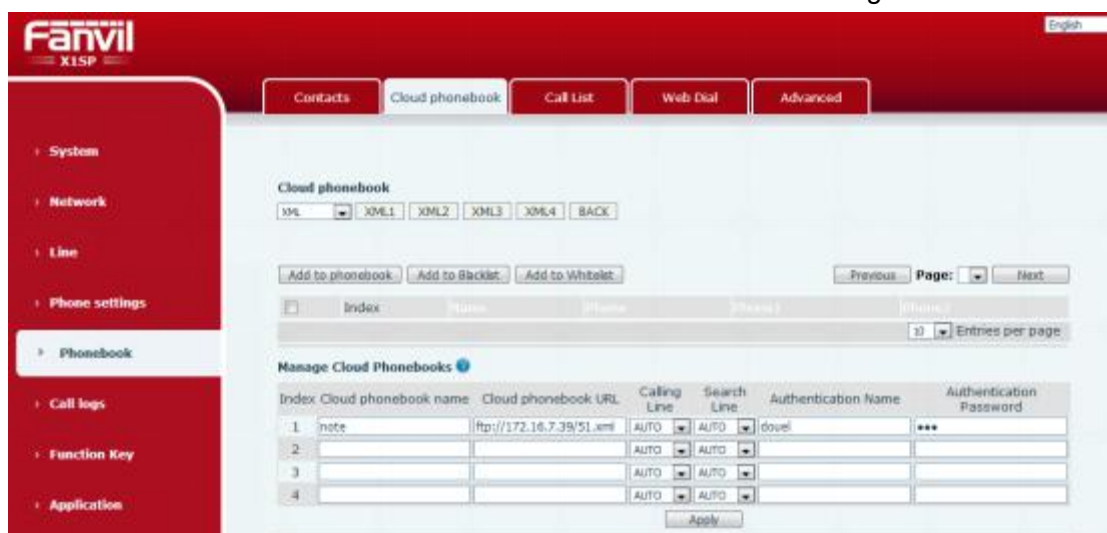 Fanvil
X1SP
English
Contacts Cloud phonebook Call List Web Dial Advanced
System
Network
Line
Phone settings
Phonebook
Call logs
Function Key
Application
Cloud phonebook
XML XML1 XML2 XML3 XML4 BACK
Add to phonebook Add to Blacklist Add to Whitelist Previous Page: Next
Index Name Phone Phone1 Phone2
10 Entries per page
Manage Cloud Phonebooks
Index Cloud phonebook name Cloud phonebook URL Calling Line Search Line Authentication Name Authentication Password
1 note ftp://172.16.7.39/51.xml AUTO AUTO douel •••
2 AUTO AUTO
3 AUTO AUTO
4 AUTO AUTO
Apply